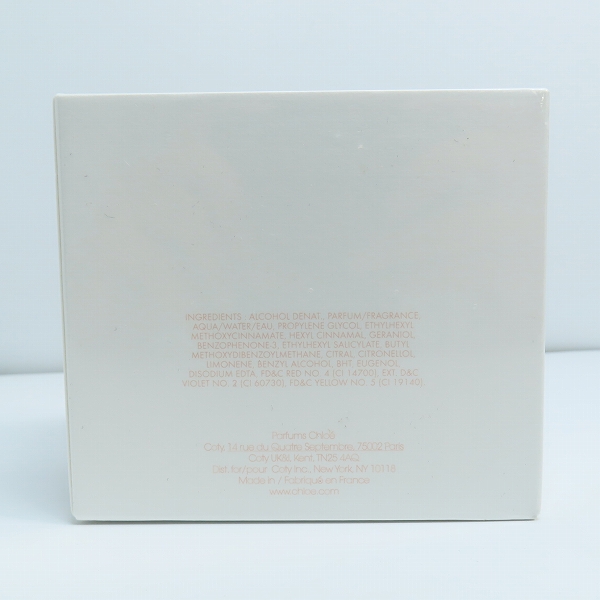 INGREDIENTS : ALCOHOL DENAT., PARFUM/FRAGRANCE,
AQUA/WATER/EAU, PROPYLENE GLYCOL, ETHYLHEXYL
METHOXYCINNAMATE, HEXYL CINNAMAL, GERANIOL,
BENZOPHENONE-3, ETHYLHEXYL SALICYLATE, BUTYL
METHOXYDIBENZOYLMETHANE, CITRAL, CITRONELLOL,
LIMONENE, BENZYL ALCOHOL, BHT, EUGENOL,
DISODIUM EDTA, FD&C RED NO. 4 (CI 14700), EXT. D&C
VIOLET NO. 2 (CI 60730), FD&C YELLOW NO. 5 (CI 19140).
Parfums Chloé
Coty, 14 rue du Quatre Septembre, 75002 Paris
Coty UK&I, Kent, TN25 4AQ
Dist. for/pour Coty Inc., New York, NY 10118
Made in / Fabriqué en France
www.chloe.com